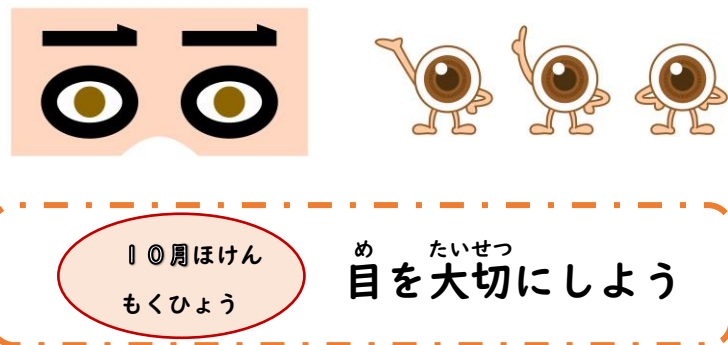 10月ほけん
もくひょう
め たいせつ
目を大切にしよう